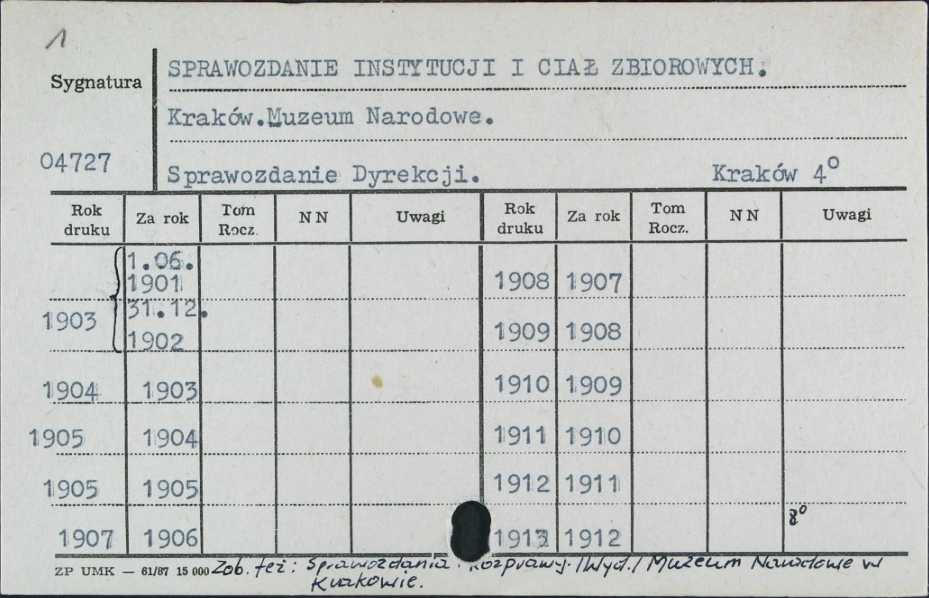 1
SPRAWOZDANIE INSTYTUCJI I CIAŁ ZBIOROWYCH.
Sygnatura
Kraków.Muzeum Narodowe.
04727
Sprawozdanie Dyrekcji. Kraków 4°
Rok druku Za rok Tom Rocz. NN Uwagi Rok druku Za rok Tom Rocz. NN Uwagi
1.06.
1901 1908 1907
1903 31.12.
1902 1909 1908
1904 1903 1910 1909
1905 1904 1911 1910
1905 1905 1912 1911
8°
1907 1906 1913 1912
ZP UMK — 61/87 15 000 Zob. też: Sprawozdania. Rozprawy. /Wyd./ Muzeum Narodowe w
Krakowie.